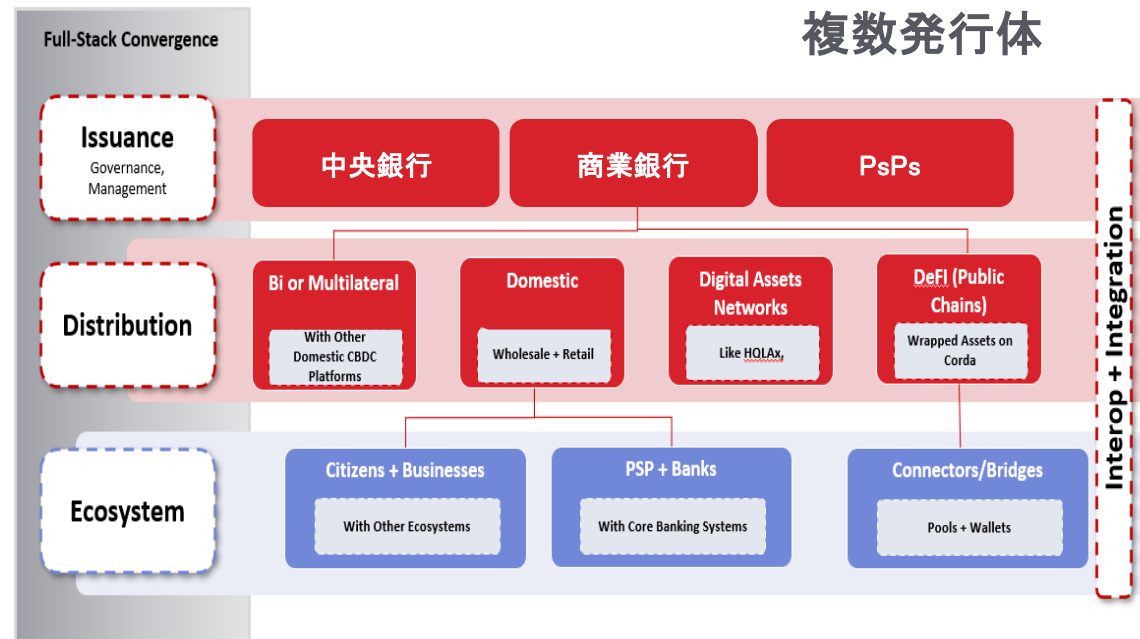 Full-Stack Convergence
複数発行体
Issuance
Governance,
Management
中央銀行
商業銀行
PsPs
Distribution
Bi or Multilateral
With Other
Domestic CBDC
Platforms
Domestic
Wholesale + Retail
Digital Assets
Networks
Like HQLAx,
DeFI (Public
Chains)
Wrapped Assets on
Corda
Ecosystem
Citizens + Businesses
With Other Ecosystems
PSP + Banks
With Core Banking Systems
Connectors/Bridges
Pools + Wallets
Interop + Integration